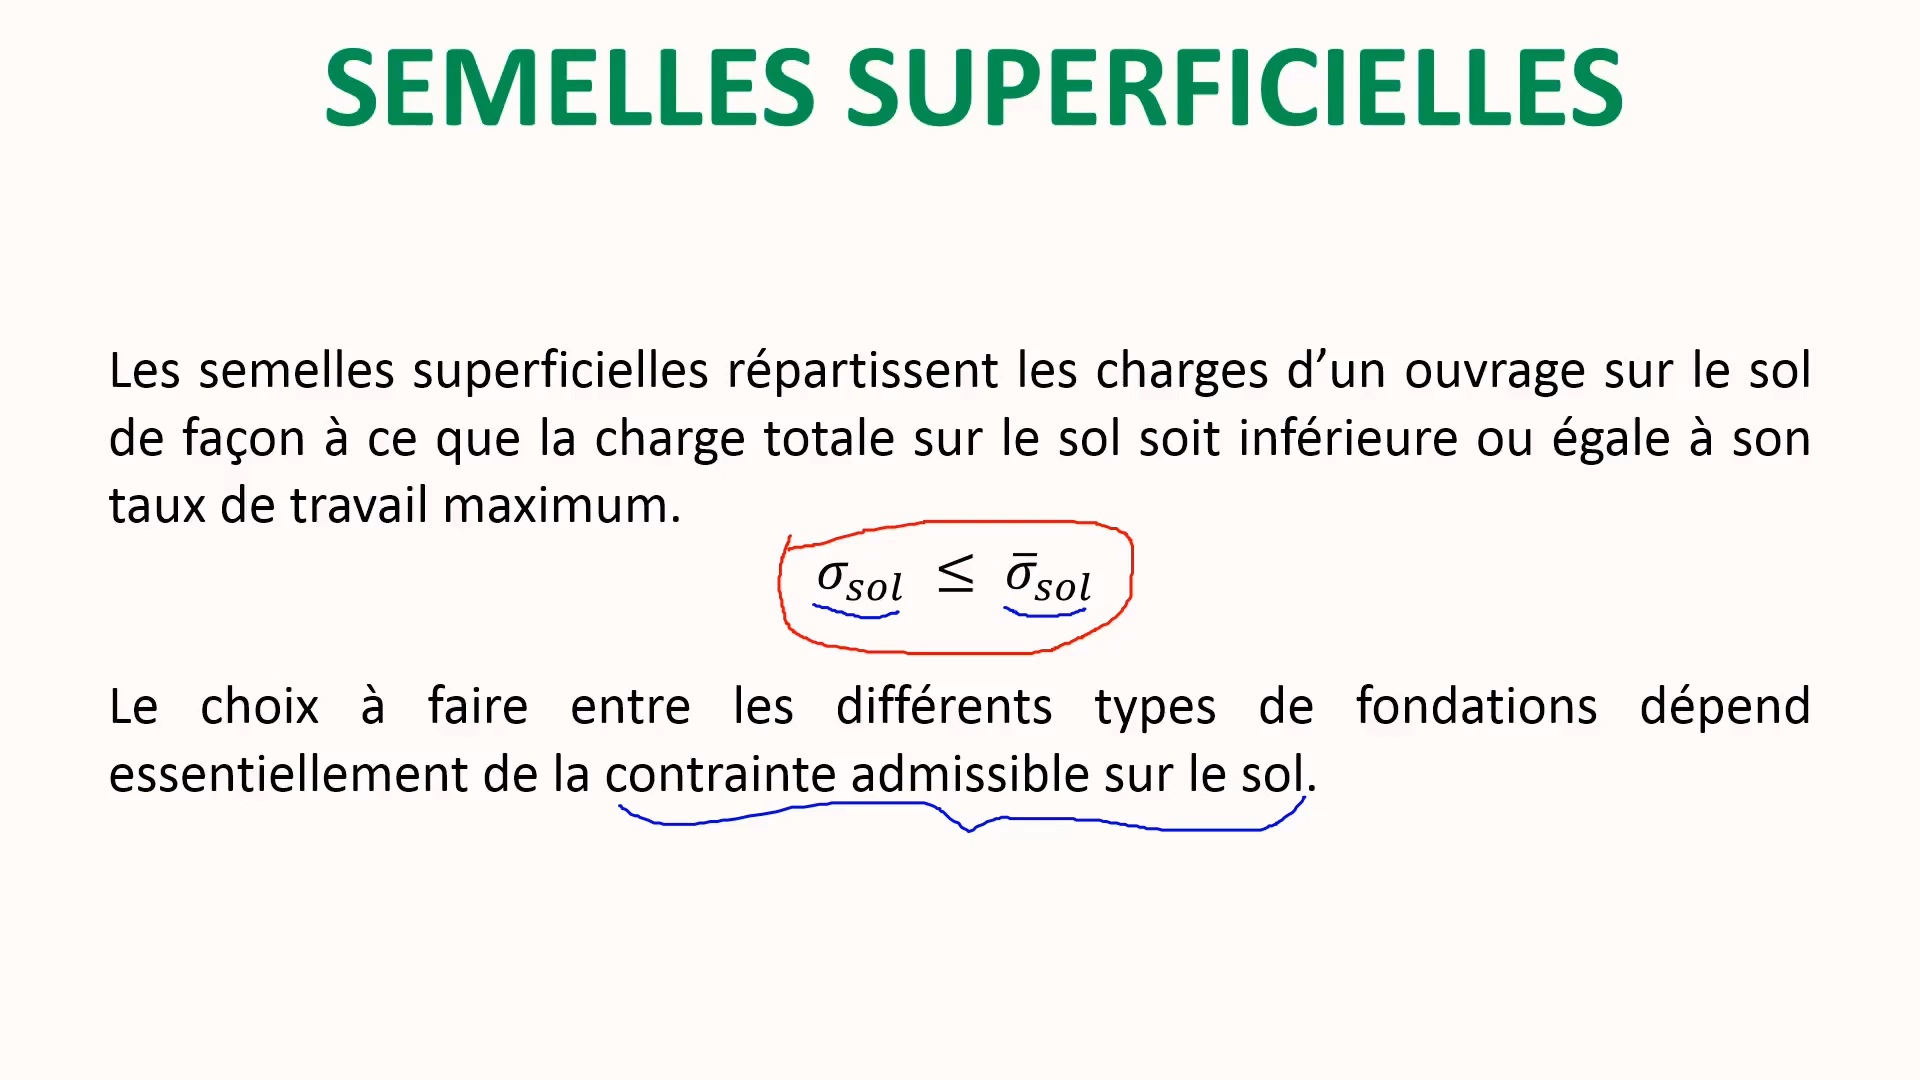 SEMELLES SUPERFICIELLES
Les semelles superficielles répartissent les charges d’un ouvrage sur le sol
de façon à ce que la charge totale sur le sol soit inférieure ou égale à son
taux de travail maximum.
σ_sol ≤ σ̄_sol
Le choix à faire entre les différents types de fondations dépend
essentiellement de la contrainte admissible sur le sol.